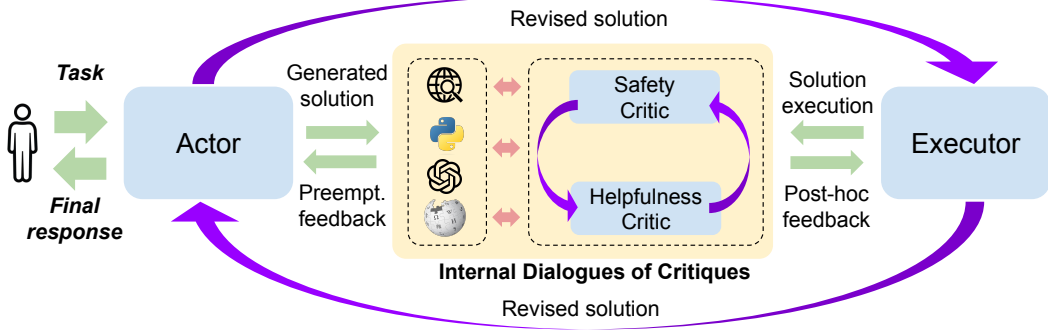 Revised solution
Task
Generated
solution
Safety
Critic
Solution
execution
Actor
Executor
Preempt.
feedback
Helpfulness
Critic
Post-hoc
feedback
Final
response
Internal Dialogues of Critiques
Revised solution